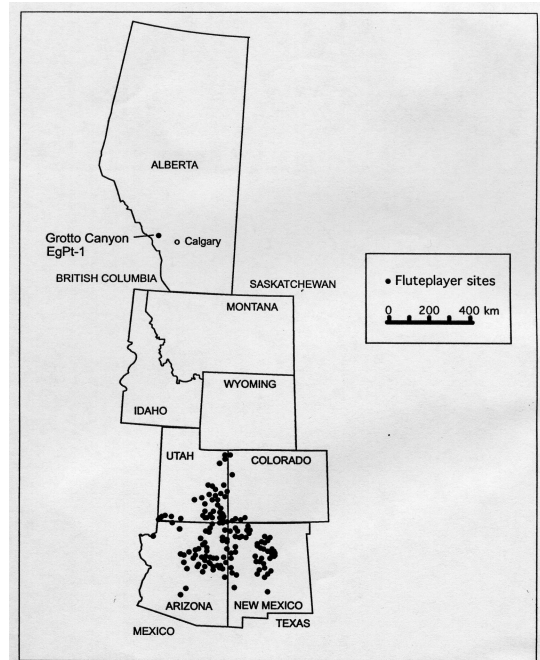 ALBERTA
Grotto Canyon
EgPt-1
Calgary
BRITISH COLUMBIA
SASKATCHEWAN
Fluteplayer sites
0 200 400 km
MONTANA
WYOMING
IDAHO
UTAH
COLORADO
ARIZONA
NEW MEXICO
MEXICO
TEXAS